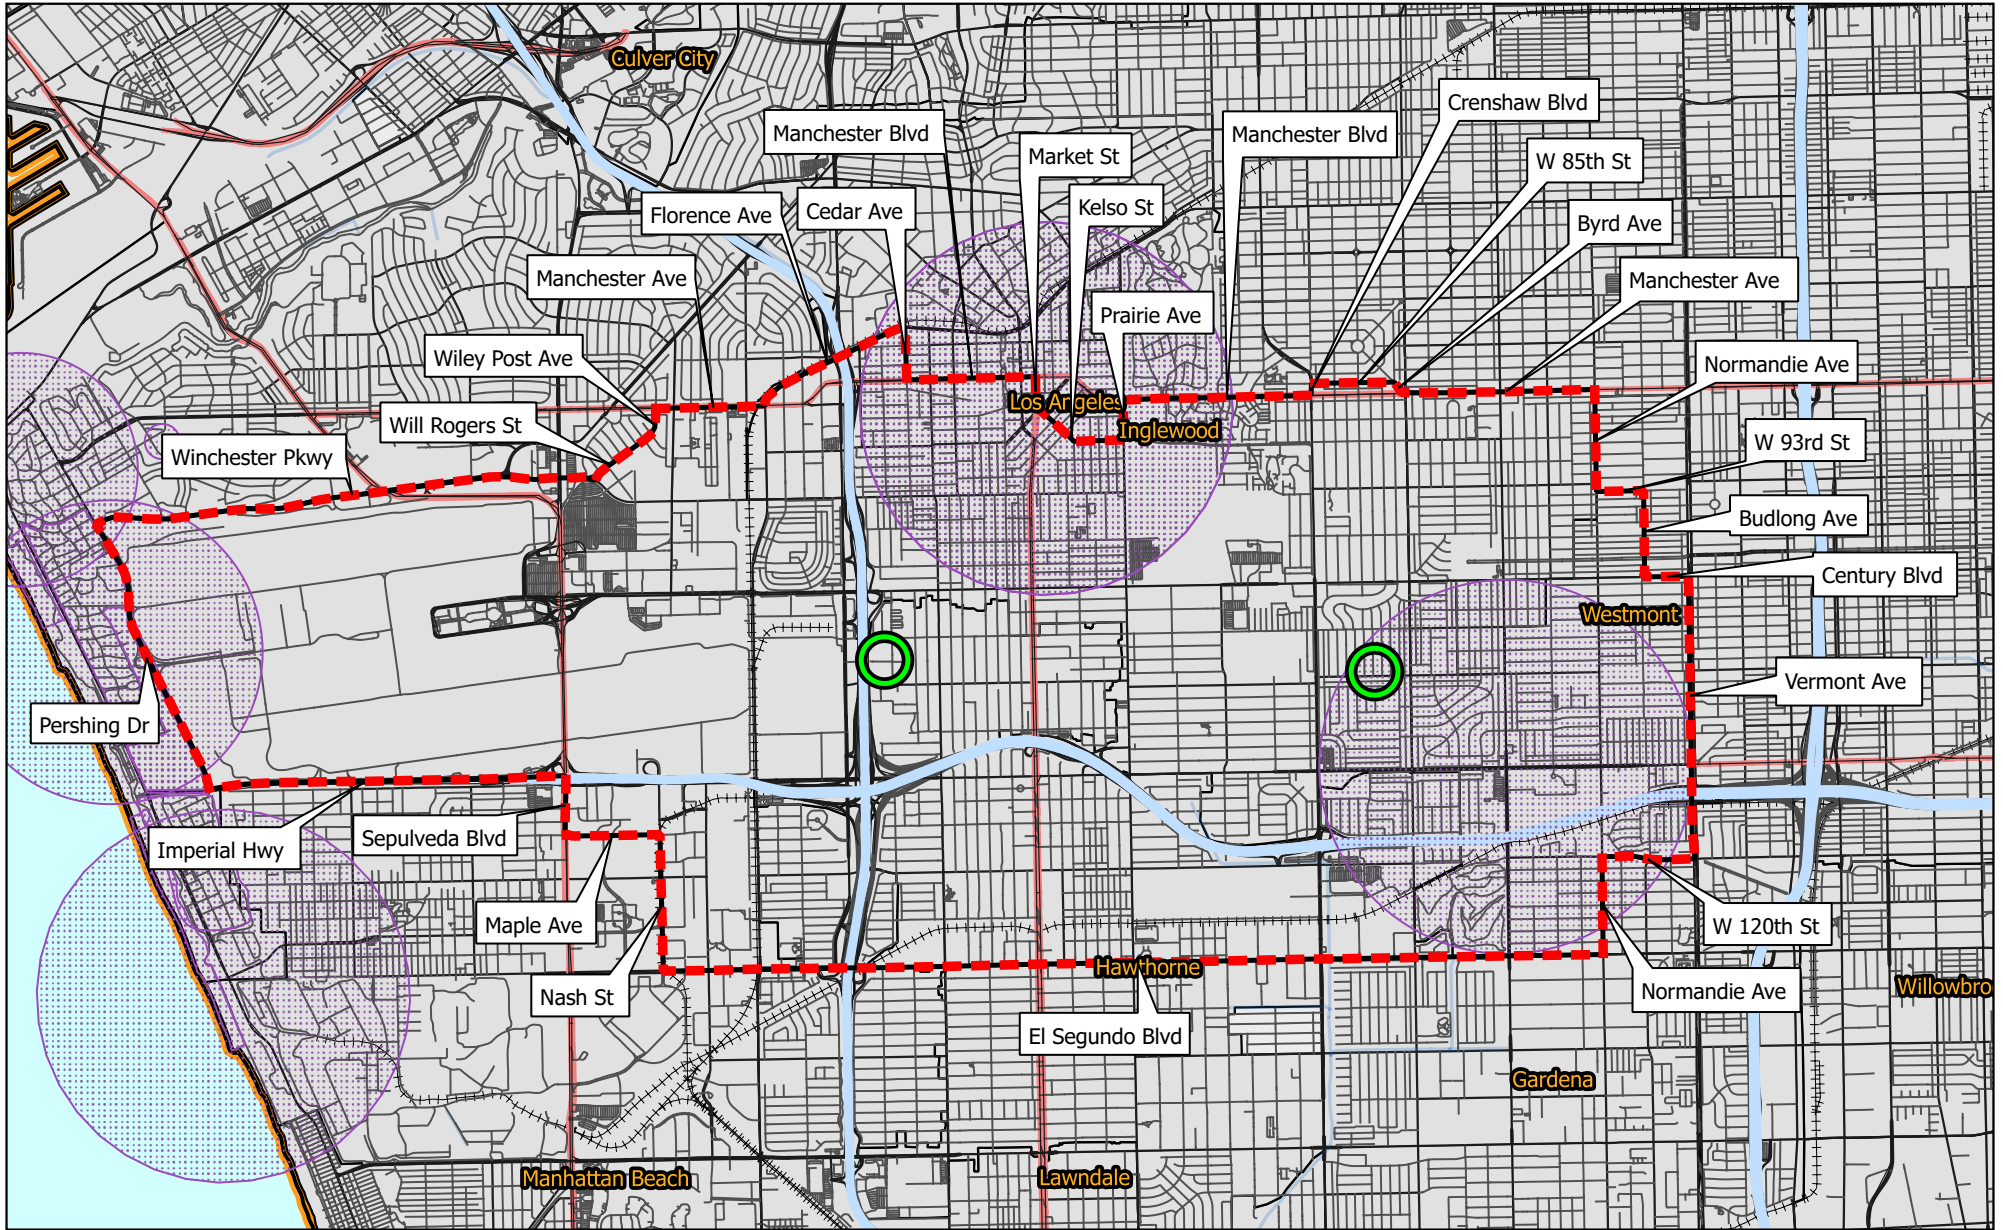 Culver City
Crenshaw Blvd
Manchester Blvd
Manchester Blvd
Market St
W 85th St
Florence Ave
Cedar Ave
Kelso St
Byrd Ave
Manchester Ave
Manchester Ave
Prairie Ave
Wiley Post Ave
Normandie Ave
Los Angeles
Will Rogers St
Inglewood
W 93rd St
Winchester Pkwy
Budlong Ave
Century Blvd
Westmont
Vermont Ave
Pershing Dr
Sepulveda Blvd
Imperial Hwy
Maple Ave
W 120th St
Hawthorne
Nash St
Normandie Ave
Willowbro
El Segundo Blvd
Gardena
Manhattan Beach
Lawndale